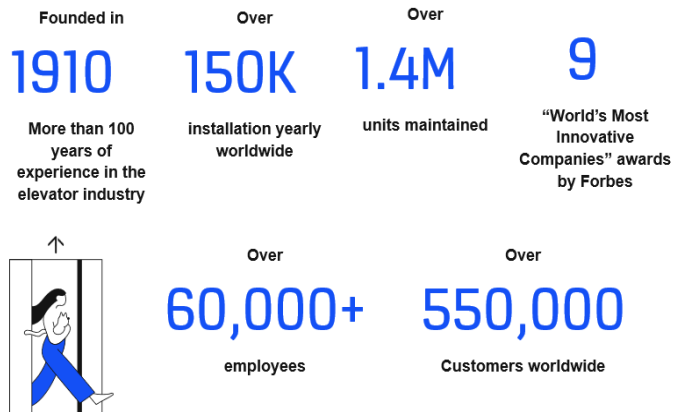 Founded in
1910
More than 100
years of
experience in the
elevator industry
Over
150K
installation yearly
worldwide
Over
1.4M
units maintained
9
“World’s Most
Innovative
Companies” awards
by Forbes
Over
60,000+
employees
Over
550,000
Customers worldwide